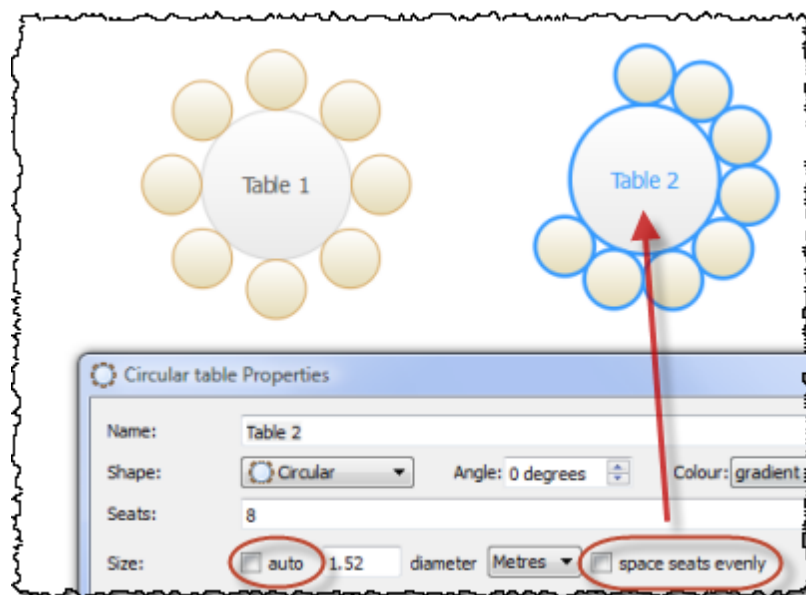 Table 1
Table 2
Circular table Properties
Name: Table 2
Shape: Circular Angle: 0 degrees Colour: gradient
Seats: 8
Size: auto 1.52 diameter Metres space seats evenly